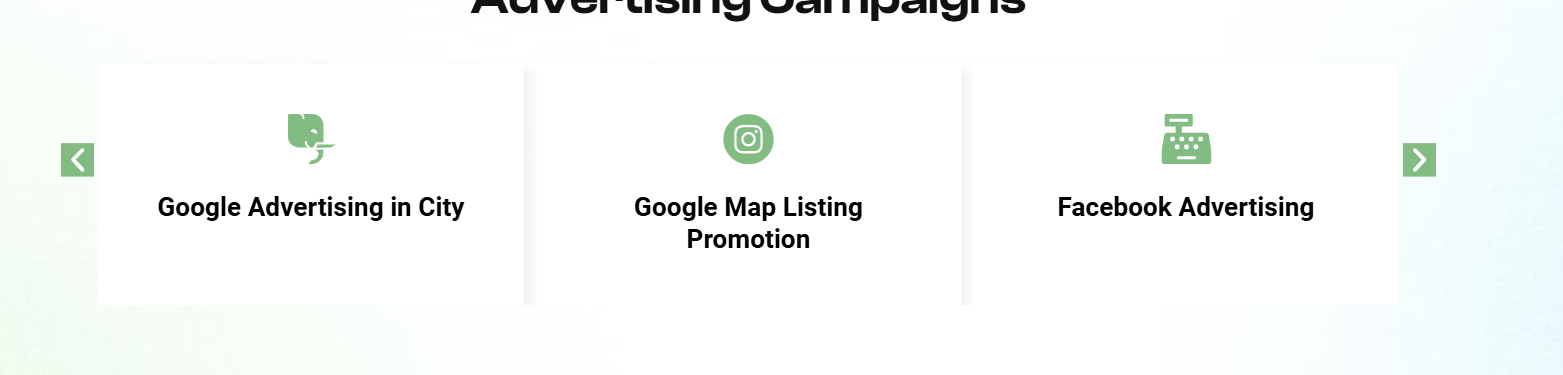 Advertising Campaigns
Google Advertising in City
Google Map Listing
Promotion
Facebook Advertising